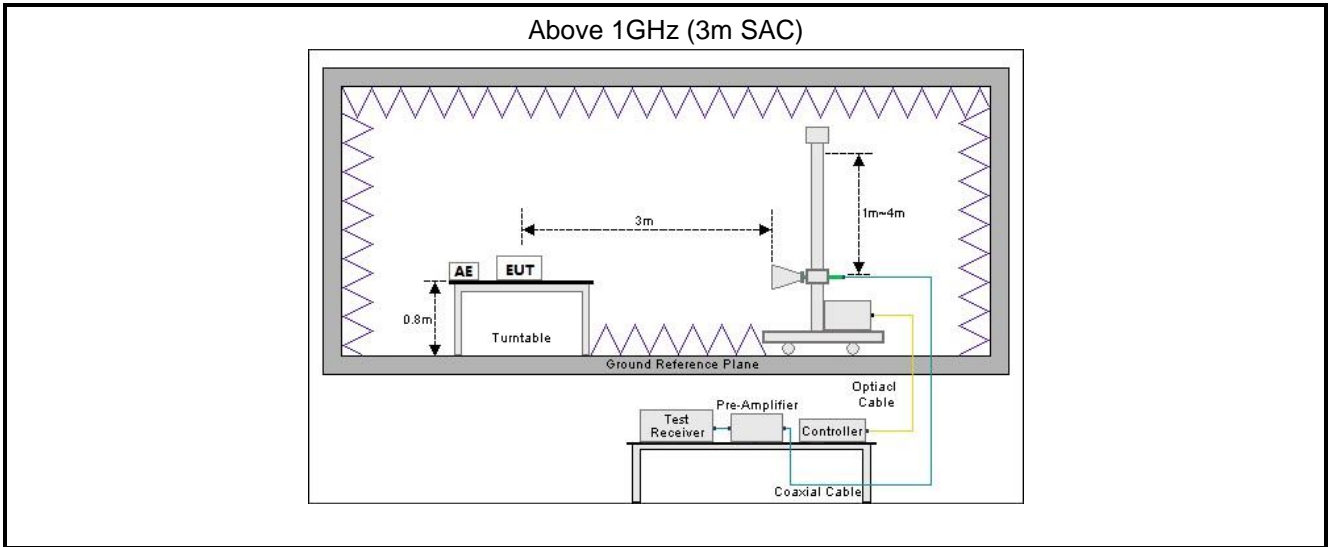 Above 1GHz (3m SAC)
1m~4m
3m
AE
EUT
0.8m
Turntable
Ground Reference Plane
Optiacl
Cable
Pre-Amplifier
Test
Receiver
Controller
Coaxial Cable